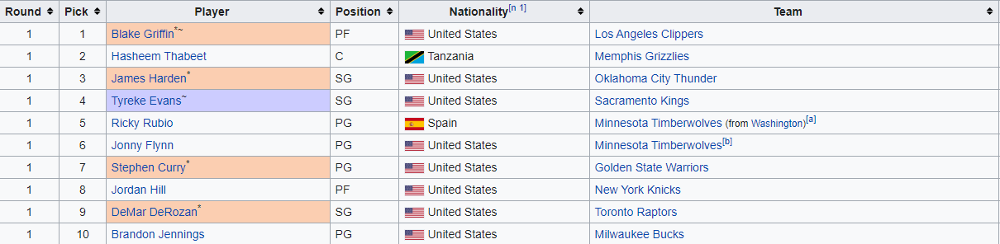 Round Pick Player Position Nationality[n 1] Team
1 1 Blake Griffin*~ PF United States Los Angeles Clippers
1 2 Hasheem Thabeet C Tanzania Memphis Grizzlies
1 3 James Harden* SG United States Oklahoma City Thunder
1 4 Tyreke Evans~ SG United States Sacramento Kings
1 5 Ricky Rubio PG Spain Minnesota Timberwolves (from Washington)[a]
1 6 Jonny Flynn PG United States Minnesota Timberwolves[b]
1 7 Stephen Curry* PG United States Golden State Warriors
1 8 Jordan Hill PF United States New York Knicks
1 9 DeMar DeRozan* SG United States Toronto Raptors
1 10 Brandon Jennings PG United States Milwaukee Bucks